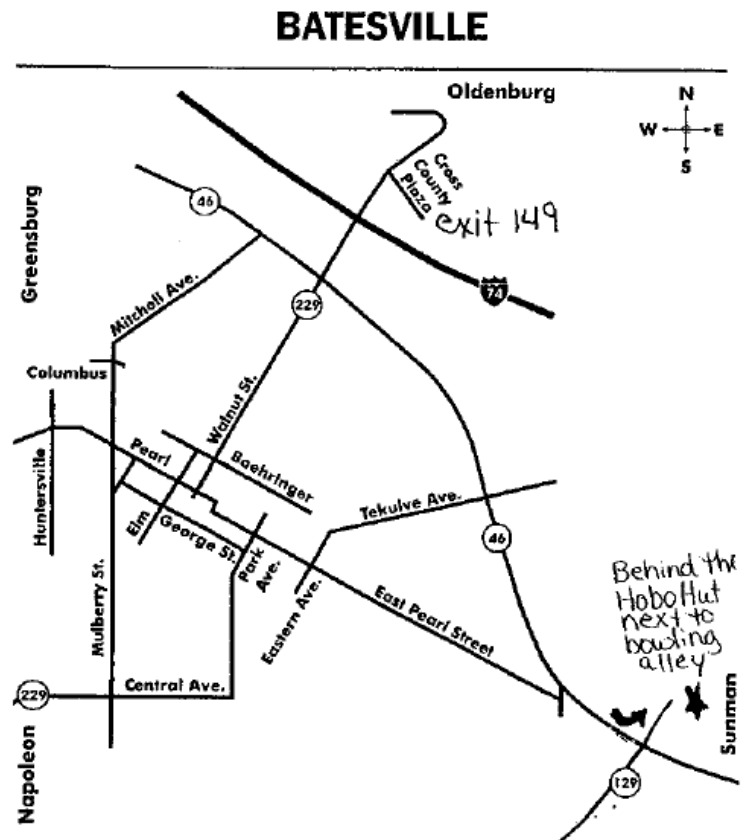 BATESVILLE
Oldenburg
N
W E
S
Cross
County
Plaza
exit 149
46
Greensburg
74
Mitchell Ave.
229
Columbus
Walnut St.
Pearl
Boehringer
Huntersville
Tekulve Ave.
Elm
George St.
46
Park
Ave.
Behind the
Hobo Hut
next to
bowling
alley
Mulberry St.
Eastern Ave.
East Pearl Street
229
Central Ave.
Sunman
Napoleon
129